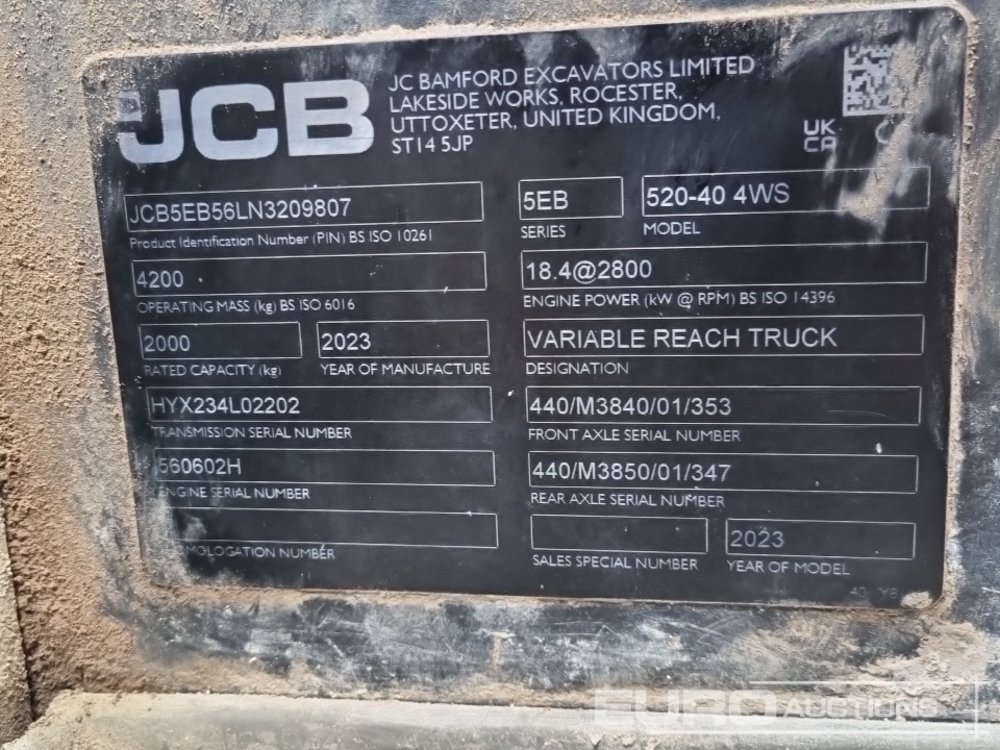 JCB
JC BAMFORD EXCAVATORS LIMITED
LAKESIDE WORKS, ROCESTER,
UTTOXETER, UNITED KINGDOM,
ST14 5JP
UK
CA
JCB5EB56LN3209807
Product Identification Number (PIN) BS ISO 10261
5EB
SERIES
520-40 4WS
MODEL
4200
OPERATING MASS (kg) BS ISO 6016
18.4@2800
ENGINE POWER (kW @ RPM) BS ISO 14396
2000
RATED CAPACITY (kg)
2023
YEAR OF MANUFACTURE
VARIABLE REACH TRUCK
DESIGNATION
HYX234L02202
TRANSMISSION SERIAL NUMBER
440/M3840/01/353
FRONT AXLE SERIAL NUMBER
560602H
ENGINE SERIAL NUMBER
440/M3850/01/347
REAR AXLE SERIAL NUMBER
NUMBER
SALES SPECIAL NUMBER
2023
YEAR OF MODEL
EURO AUCTIONS